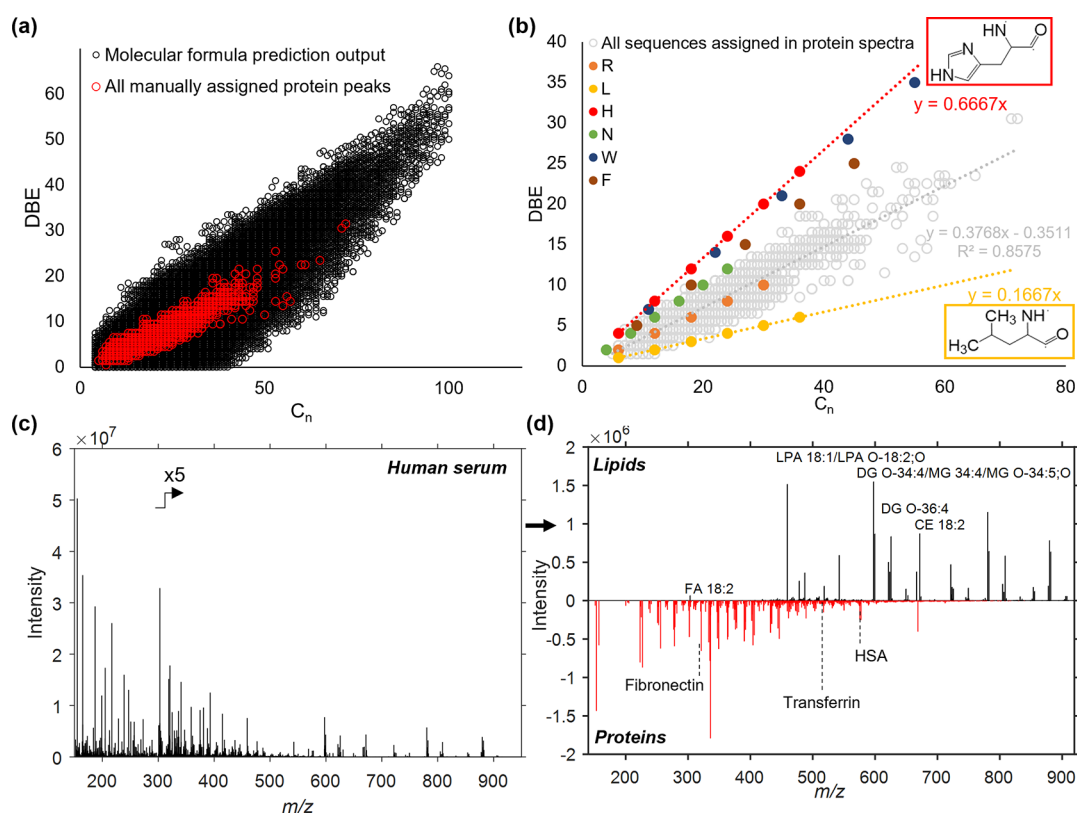 (a)
Molecular formula prediction output
All manually assigned protein peaks
DBE
60
50
40
30
20
10
0
0
50
100
Cn
(b)
All sequences assigned in protein spectra
R
L
H
N
W
F
DBE
40
35
30
25
20
15
10
5
0
0
20
40
60
80
Cn
NH
O
N
HN
y = 0.6667x
y = 0.3768x - 0.3511
R² = 0.8575
y = 0.1667x
CH3
NH
H3C
O
(c)
×10⁷
Human serum
x5
Intensity
6
5
4
3
2
1
0
200
300
400
500
600
700
800
900
m/z
(d)
×10⁶
Lipids
LPA 18:1/LPA O-18:2;O
DG O-34:4/MG 34:4/MG O-34:5;O
DG O-36:4
CE 18:2
FA 18:2
Intensity
2
1.5
1
0.5
0
-0.5
-1
-1.5
-2
HSA
Fibronectin
Transferrin
Proteins
200
300
400
500
600
700
800
900
m/z